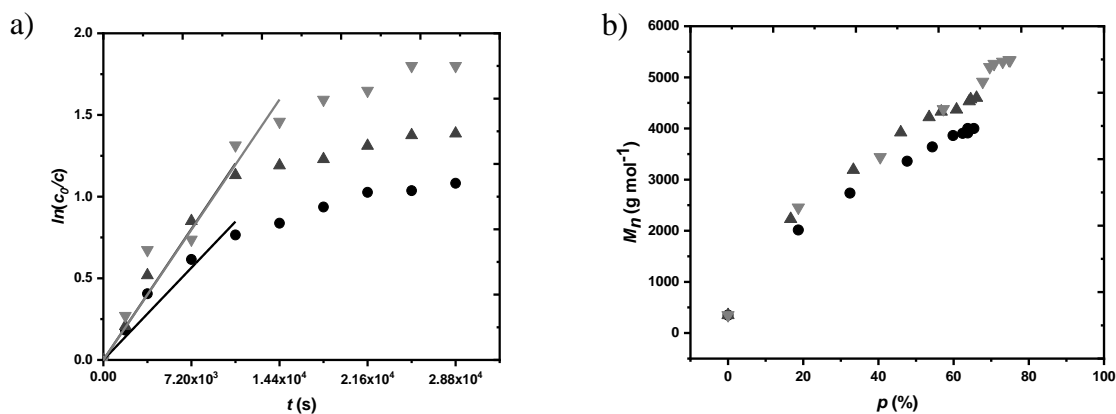 a)
2.0
1.5
1.0
0.5
0.0
ln(c₀/c)
0.00
7.20x10³
1.44x10⁴
2.16x10⁴
2.88x10⁴
t (s)
b)
6000
5000
4000
3000
2000
1000
0
Mₙ (g mol⁻¹)
0
20
40
60
80
100
p (%)